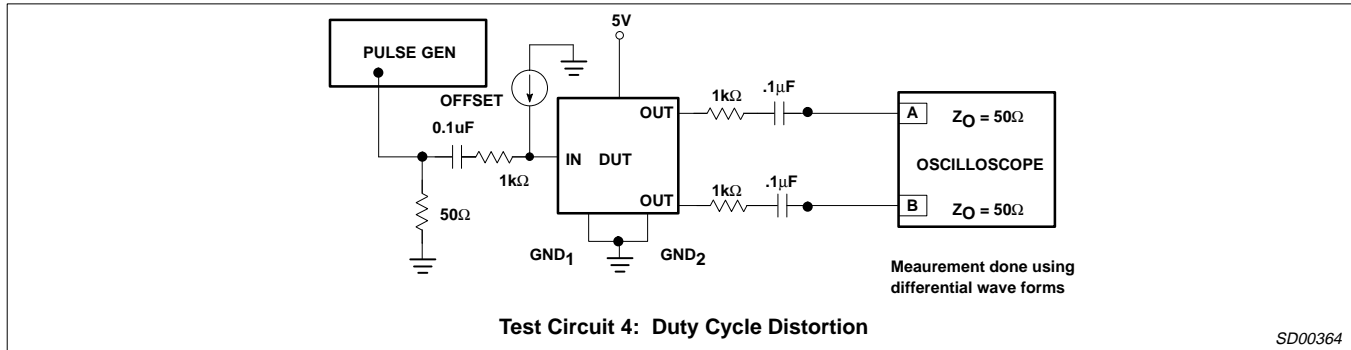 5V
PULSE GEN
OFFSET
0.1uF
1kΩ
50Ω
IN
DUT
OUT
OUT
GND1
GND2
1kΩ
.1µF
1kΩ
.1µF
A
ZO = 50Ω
OSCILLOSCOPE
B
ZO = 50Ω
Meaurement done using
differential wave forms
Test Circuit 4: Duty Cycle Distortion
SD00364